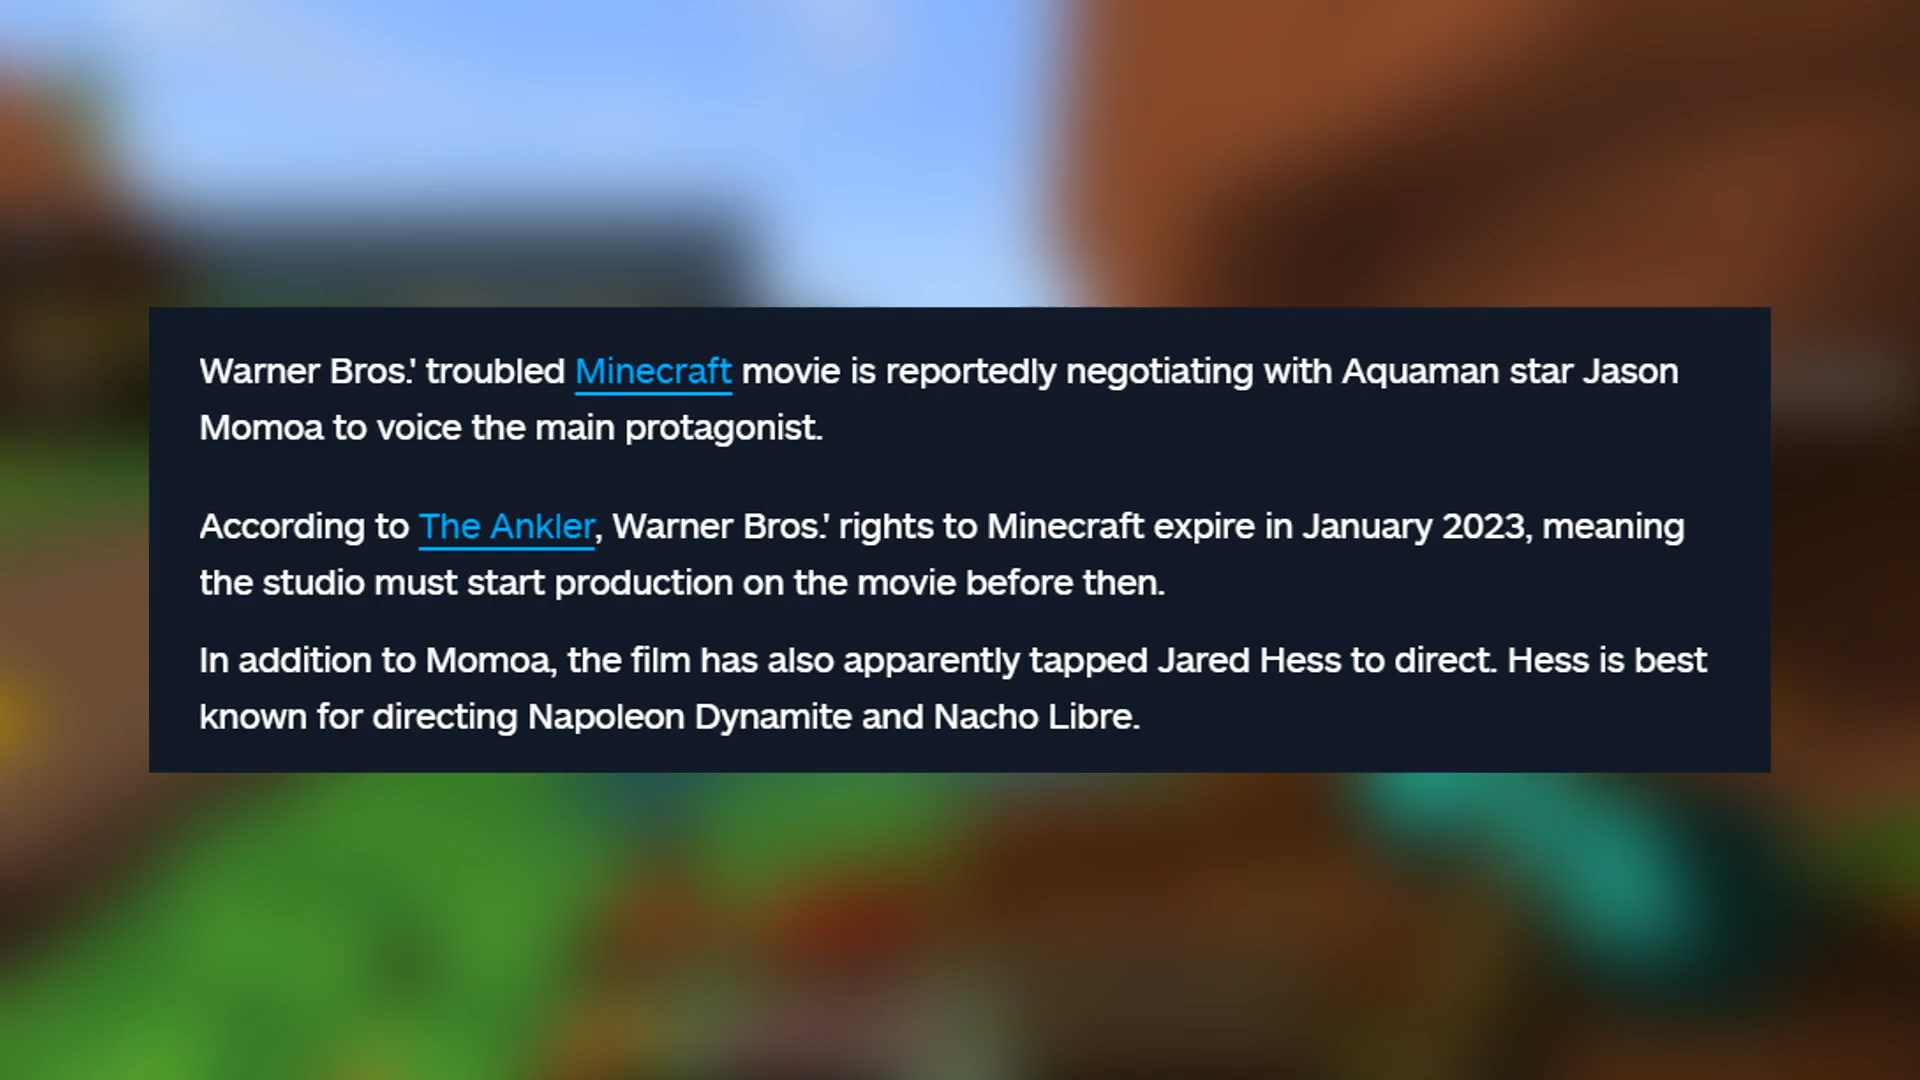 Warner Bros.' troubled Minecraft movie is reportedly negotiating with Aquaman star Jason
Momoa to voice the main protagonist.
According to The Ankler, Warner Bros.' rights to Minecraft expire in January 2023, meaning
the studio must start production on the movie before then.
In addition to Momoa, the film has also apparently tapped Jared Hess to direct. Hess is best
known for directing Napoleon Dynamite and Nacho Libre.